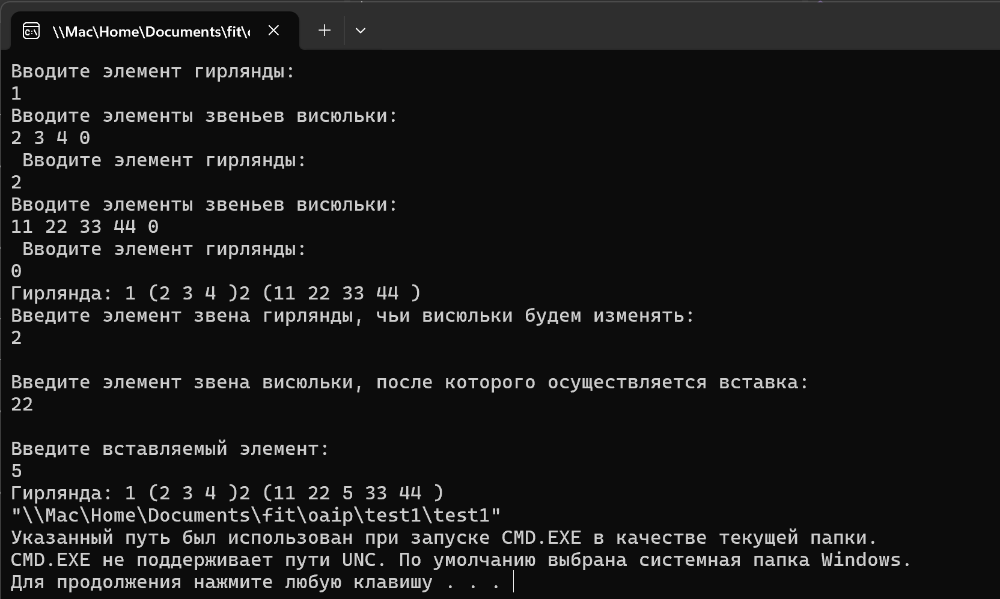 \\Mac\Home\Documents\fit\
Вводите элемент гирлянды:
1
Вводите элементы звеньев висюльки:
2 3 4 0
Вводите элемент гирлянды:
2
Вводите элементы звеньев висюльки:
11 22 33 44 0
Вводите элемент гирлянды:
0
Гирлянда: 1 (2 3 4 )2 (11 22 33 44 )
Введите элемент звена гирлянды, чьи висюльки будем изменять:
2
Введите элемент звена висюльки, после которого осуществляется вставка:
22
Введите вставляемый элемент:
5
Гирлянда: 1 (2 3 4 )2 (11 22 5 33 44 )
"\\Mac\Home\Documents\fit\oaip\test1\test1"
Указанный путь был использован при запуске CMD.EXE в качестве текущей папки.
CMD.EXE не поддерживает пути UNC. По умолчанию выбрана системная папка Windows.
Для продолжения нажмите любую клавишу . . .